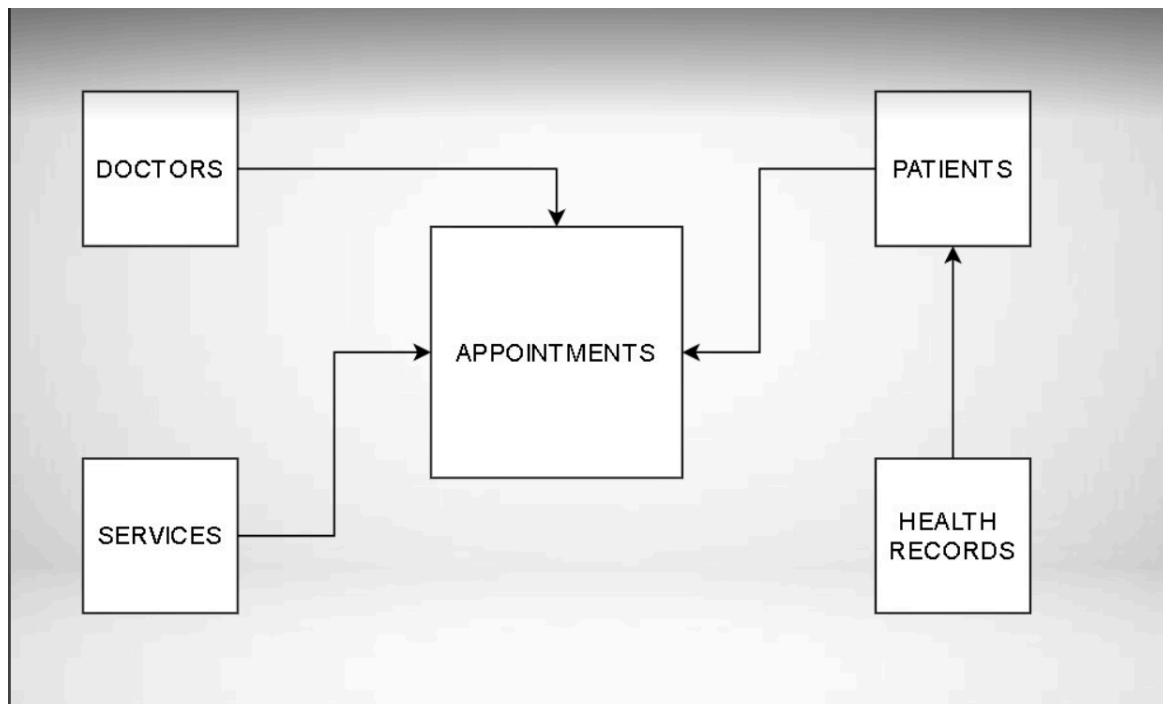 DOCTORS
PATIENTS
APPOINTMENTS
SERVICES
HEALTH
RECORDS